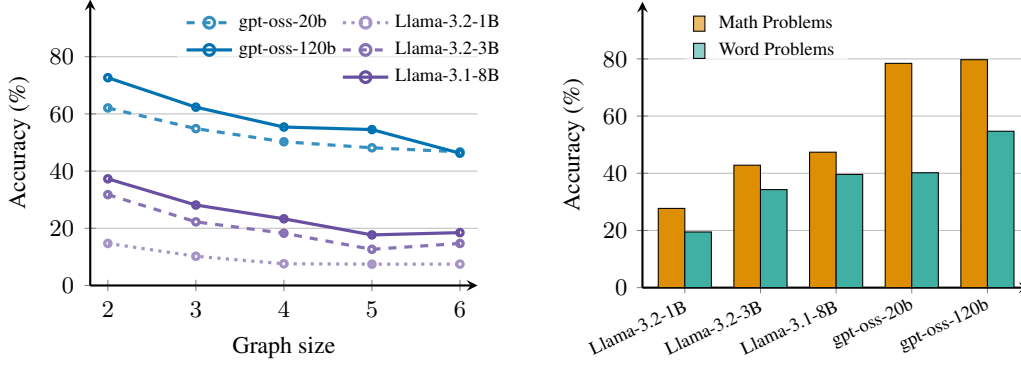 gpt-oss-20b
gpt-oss-120b
Llama-3.2-1B
Llama-3.2-3B
Llama-3.1-8B
Accuracy (%)
80
60
40
20
0
2 3 4 5 6
Graph size
Math Problems
Word Problems
Accuracy (%)
80
60
40
20
0
Llama-3.2-1B
Llama-3.2-3B
Llama-3.1-8B
gpt-oss-20b
gpt-oss-120b